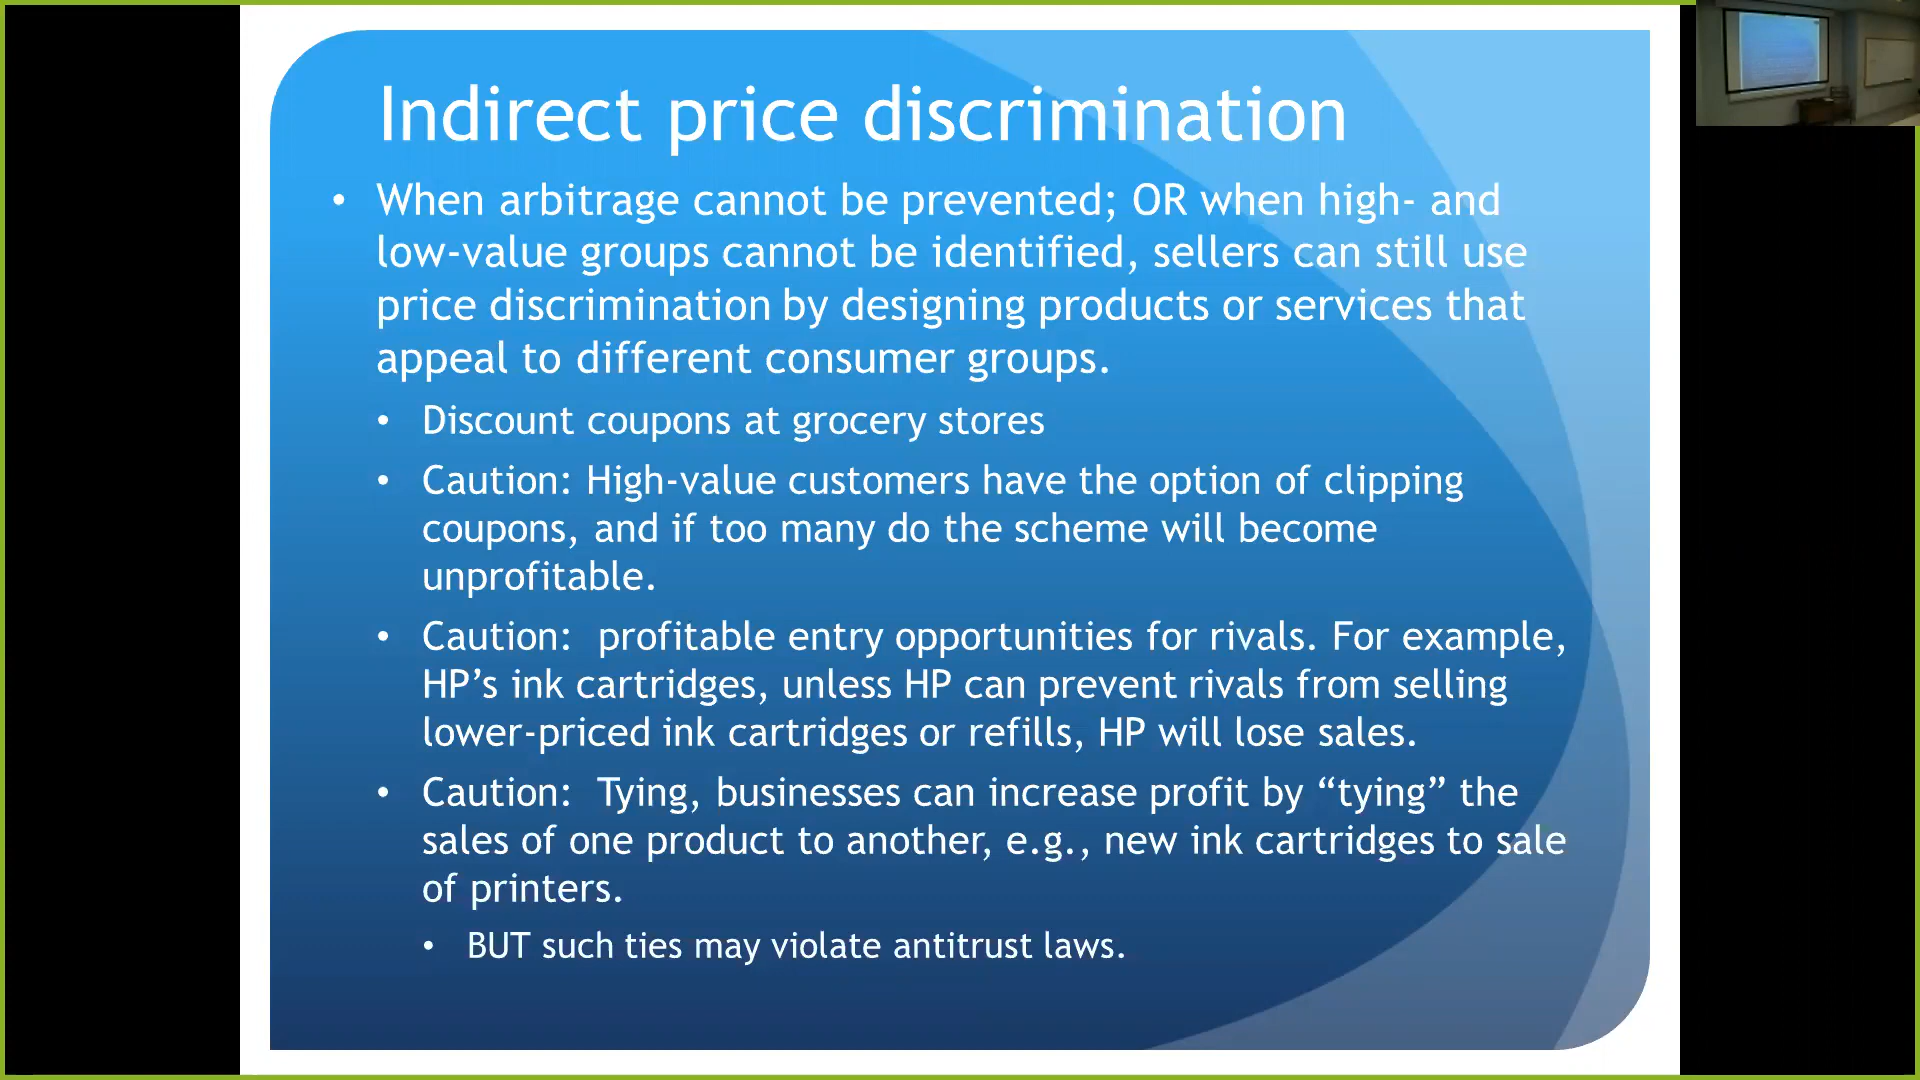 Indirect price discrimination
• When arbitrage cannot be prevented; OR when high- and
low-value groups cannot be identified, sellers can still use
price discrimination by designing products or services that
appeal to different consumer groups.
• Discount coupons at grocery stores
• Caution: High-value customers have the option of clipping
coupons, and if too many do the scheme will become
unprofitable.
• Caution:  profitable entry opportunities for rivals. For example,
HP’s ink cartridges, unless HP can prevent rivals from selling
lower-priced ink cartridges or refills, HP will lose sales.
• Caution:  Tying, businesses can increase profit by “tying” the
sales of one product to another, e.g., new ink cartridges to sale
of printers.
• BUT such ties may violate antitrust laws.